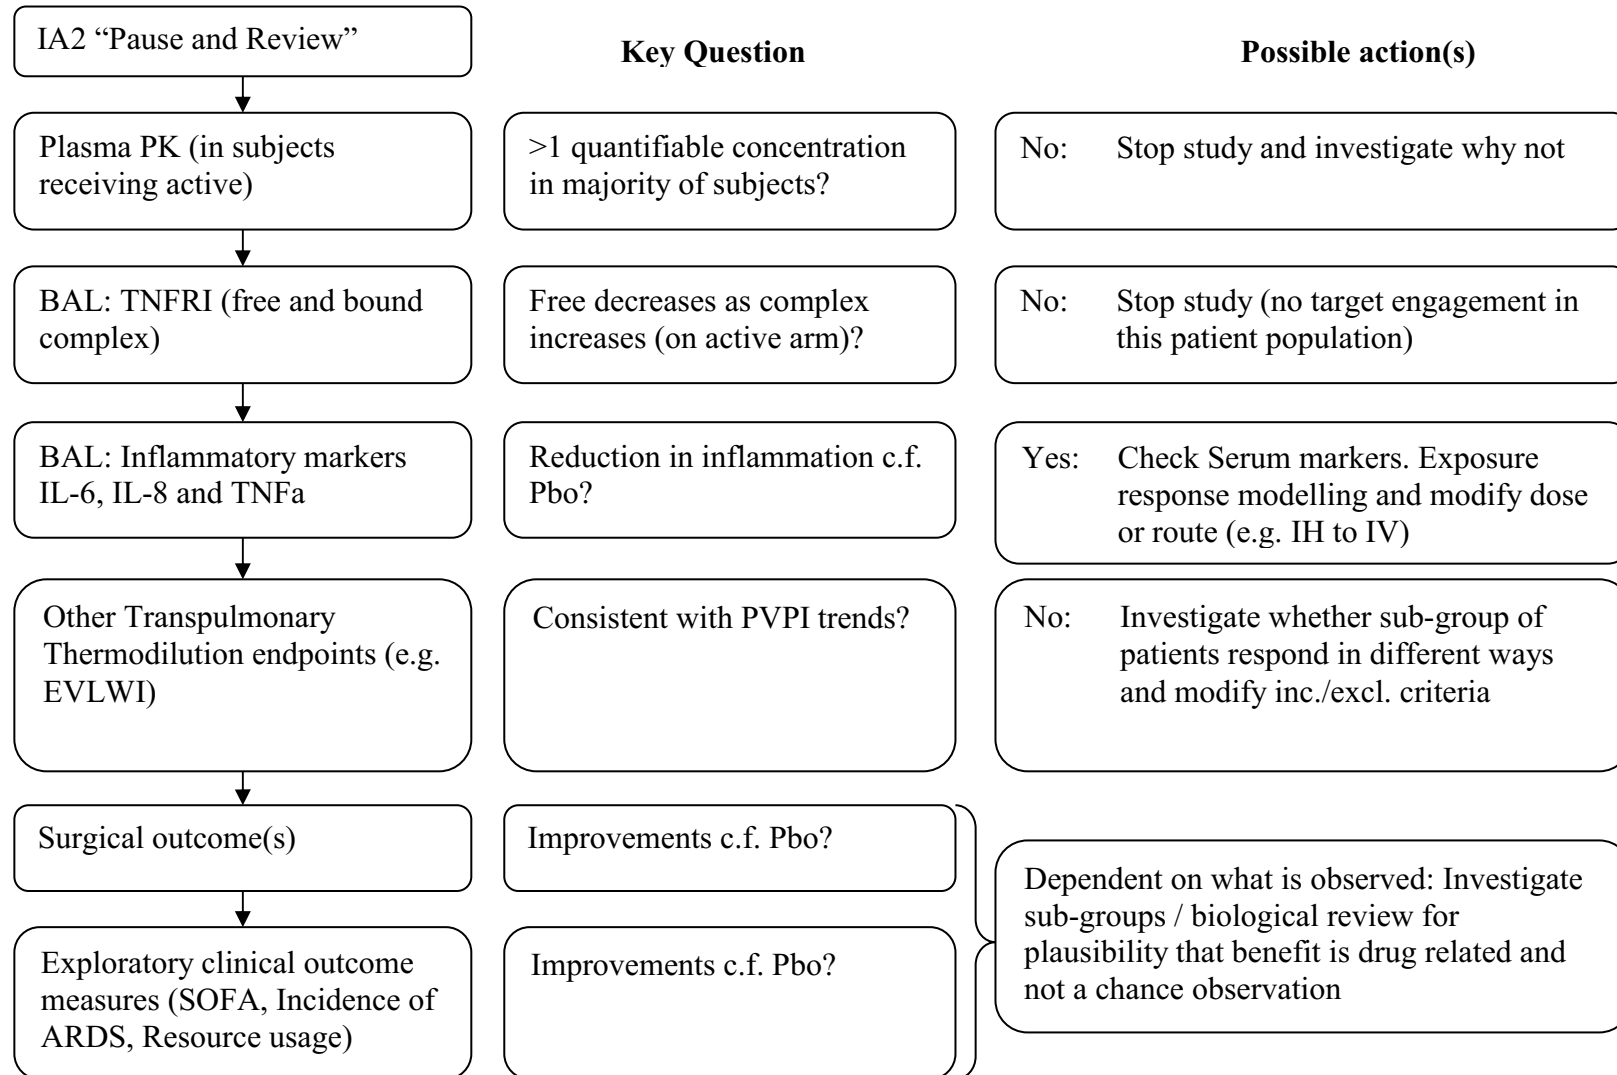 IA2 “Pause and Review”
Key Question
Possible action(s)
Plasma PK (in subjects
receiving active)
>1 quantifiable concentration
in majority of subjects?
No: Stop study and investigate why not
BAL: TNFRI (free and bound
complex)
Free decreases as complex
increases (on active arm)?
No: Stop study (no target engagement in
this patient population)
BAL: Inflammatory markers
IL-6, IL-8 and TNFa
Reduction in inflammation c.f.
Pbo?
Yes: Check Serum markers. Exposure
response modelling and modify dose
or route (e.g. IH to IV)
Other Transpulmonary
Thermodilution endpoints (e.g.
EVLWI)
Consistent with PVPI trends?
No: Investigate whether sub-group of
patients respond in different ways
and modify inc./excl. criteria
Surgical outcome(s)
Improvements c.f. Pbo?
Exploratory clinical outcome
measures (SOFA, Incidence of
ARDS, Resource usage)
Improvements c.f. Pbo?
Dependent on what is observed: Investigate
sub-groups / biological review for
plausibility that benefit is drug related and
not a chance observation